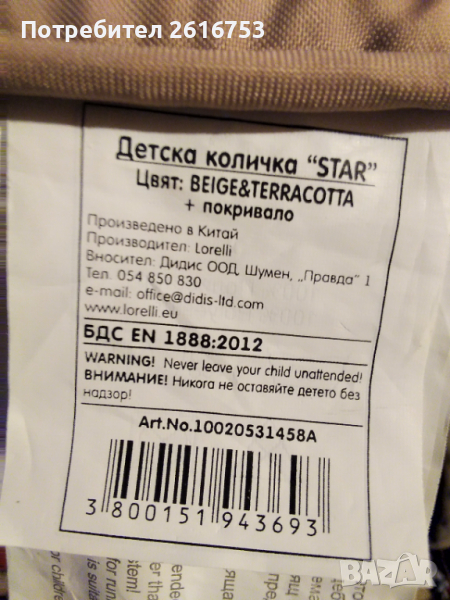 Потребител 2616753
Детска количка "STAR"
Цвят: BEIGE&TERRACOTTA
+ покривало
Произведено в Китай
Производител: Lorelli
Вносител: Дидис ООД, Шумен, „Правда" 1
Тел. 054 850 830
e-mail: office@didis-ltd.com
www.lorelli.eu
БДС EN 1888:2012
WARNING! Never leave your child unattended!
ВНИМАНИЕ! Никога не оставяйте детето без
надзор!
Art.No.10020531458A
3 800151 943693
BAZAR